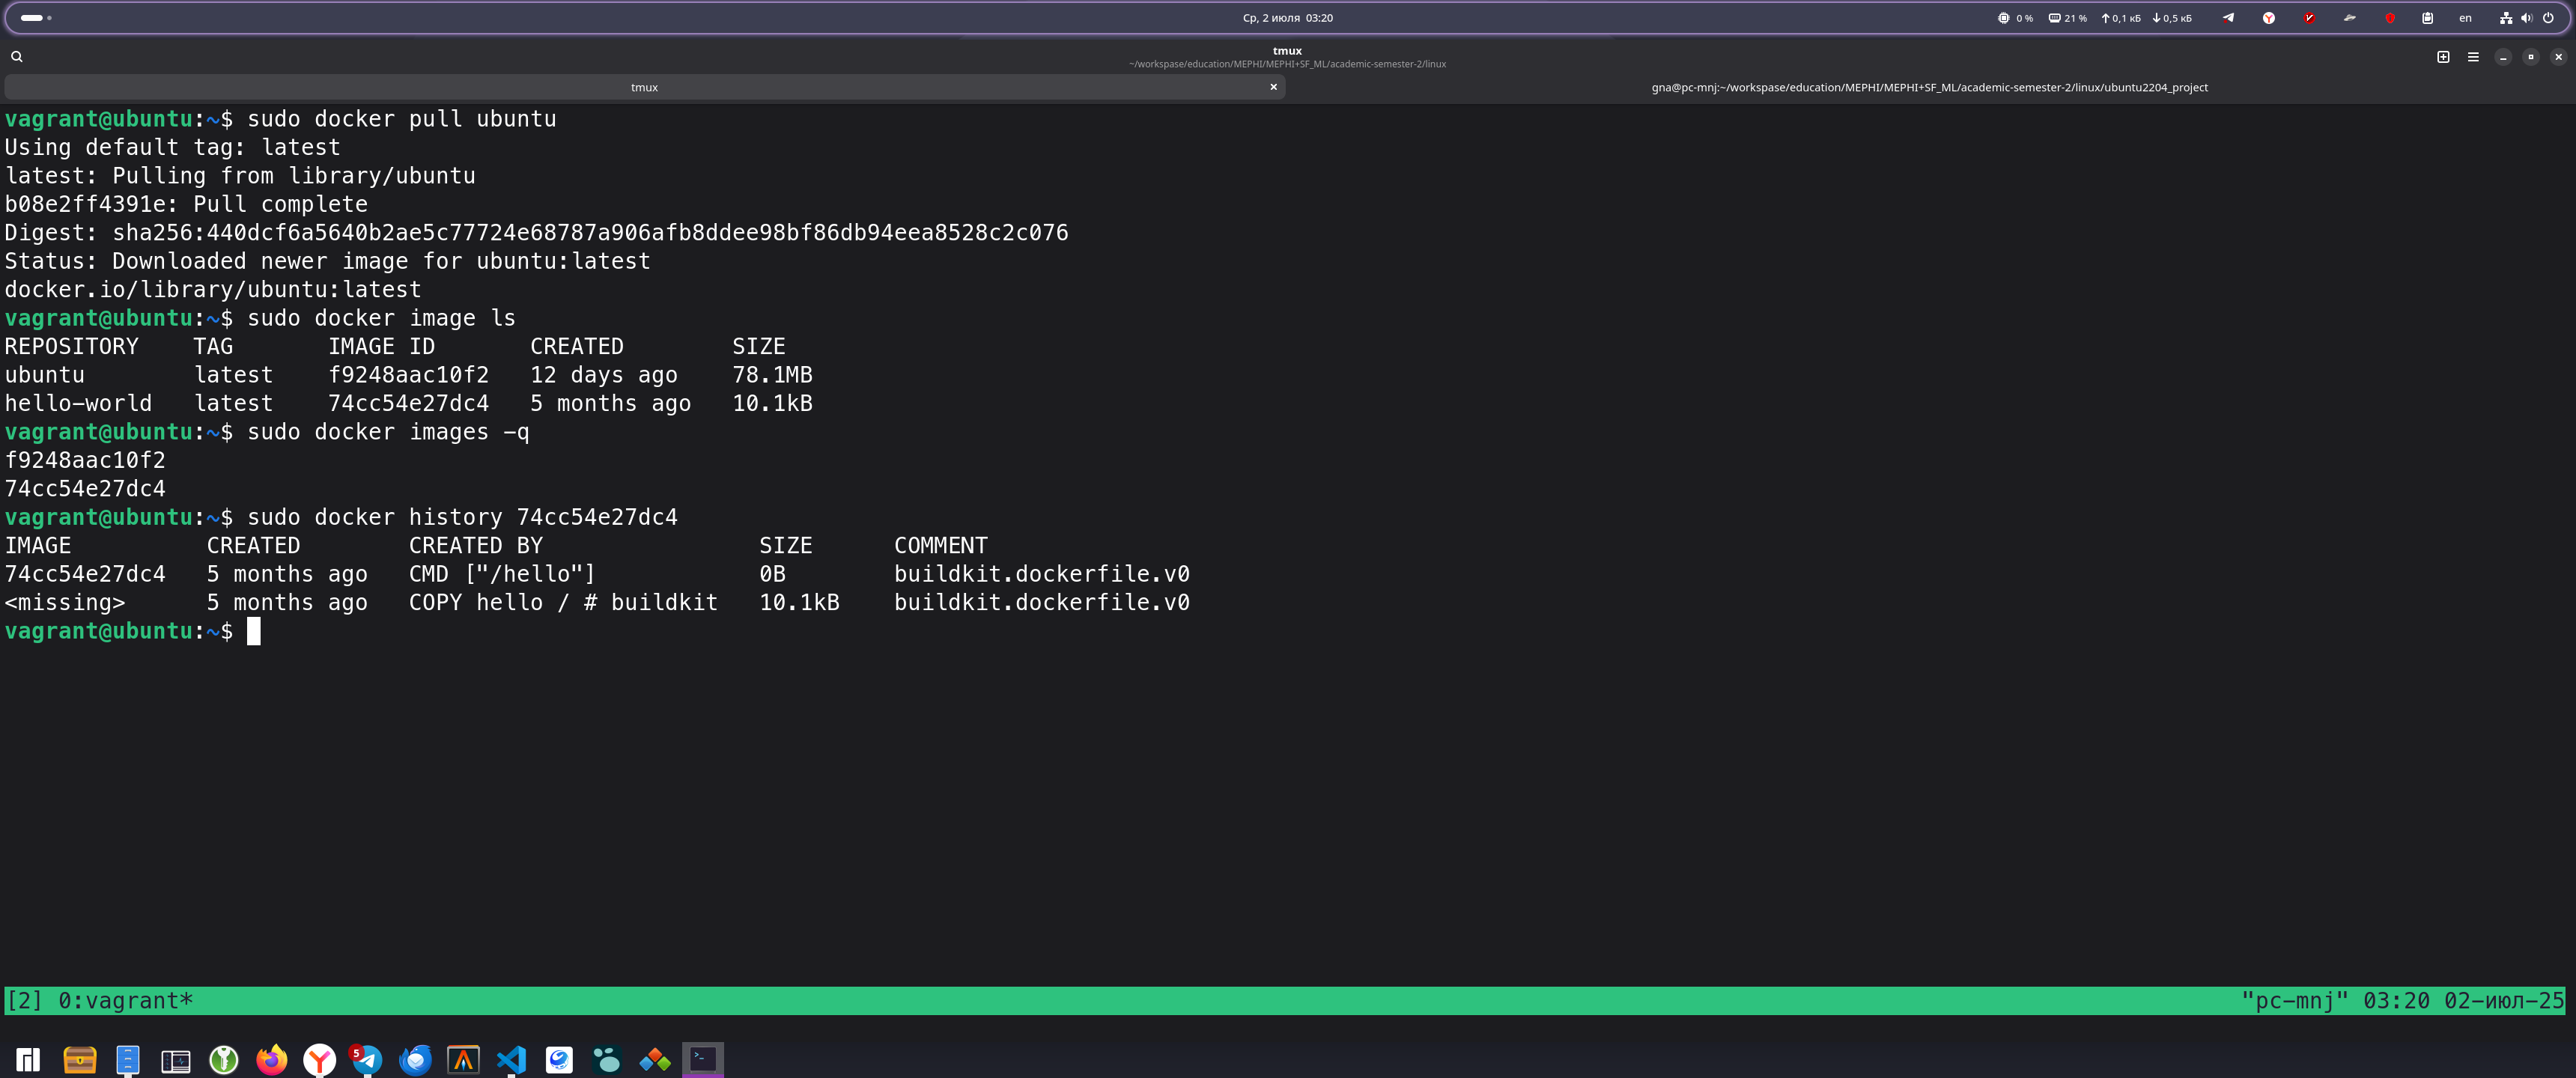 Ср, 2 июля 03:20
0 % 21 % 0,1 кБ 0,5 кБ en
tmux
~/workspase/education/MEPHI/MEPHI+SF_ML/academic-semester-2/linux
tmux
gna@pc-mnj:~/workspase/education/MEPHI/MEPHI+SF_ML/academic-semester-2/linux/ubuntu2204_project
vagrant@ubuntu:~$ sudo docker pull ubuntu
Using default tag: latest
latest: Pulling from library/ubuntu
b08e2ff4391e: Pull complete
Digest: sha256:440dcf6a5640b2ae5c77724e68787a906afb8ddee98bf86db94eea8528c2c076
Status: Downloaded newer image for ubuntu:latest
docker.io/library/ubuntu:latest
vagrant@ubuntu:~$ sudo docker image ls
REPOSITORY    TAG       IMAGE ID       CREATED        SIZE
ubuntu        latest    f9248aac10f2   12 days ago    78.1MB
hello-world   latest    74cc54e27dc4   5 months ago   10.1kB
vagrant@ubuntu:~$ sudo docker images -q
f9248aac10f2
74cc54e27dc4
vagrant@ubuntu:~$ sudo docker history 74cc54e27dc4
IMAGE          CREATED        CREATED BY                SIZE      COMMENT
74cc54e27dc4   5 months ago   CMD ["/hello"]            0B        buildkit.dockerfile.v0
<missing>      5 months ago   COPY hello / # buildkit   10.1kB    buildkit.dockerfile.v0
vagrant@ubuntu:~$
[2] 0:vagrant* "pc-mnj" 03:20 02-июл-25
5